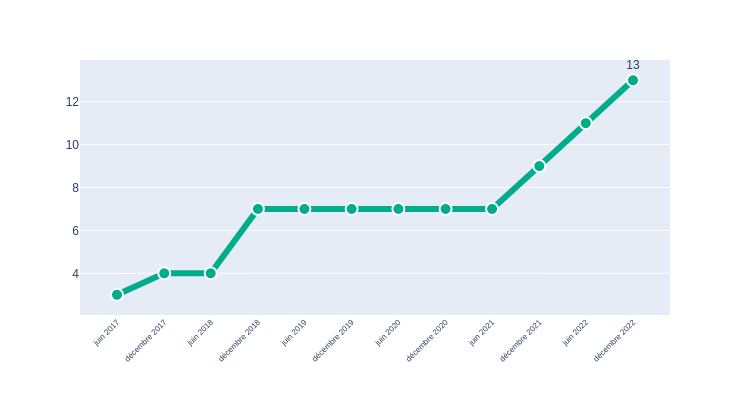 13
12
10
8
6
4
juin 2017
décembre 2017
juin 2018
décembre 2018
juin 2019
décembre 2019
juin 2020
décembre 2020
juin 2021
décembre 2021
juin 2022
décembre 2022